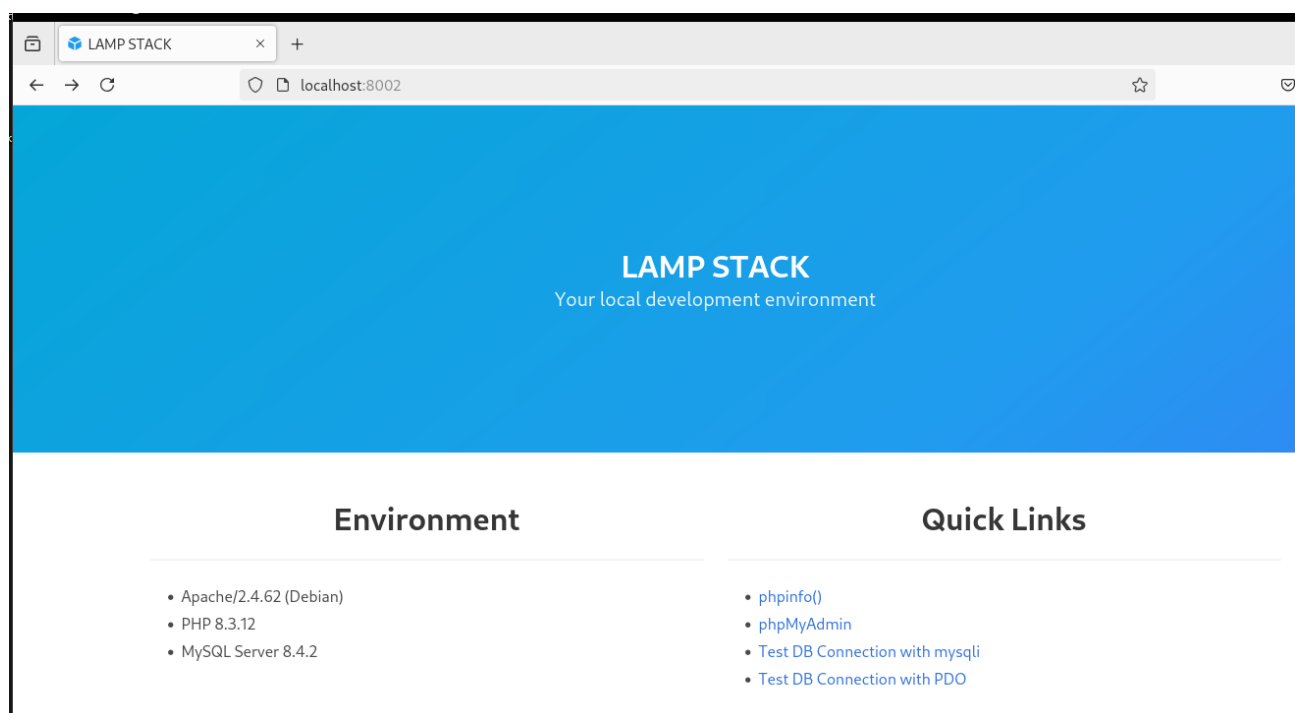 LAMP STACK
localhost:8002
LAMP STACK
Your local development environment
Environment
Apache/2.4.62 (Debian)
PHP 8.3.12
MySQL Server 8.4.2
Quick Links
phpinfo()
phpMyAdmin
Test DB Connection with mysqli
Test DB Connection with PDO